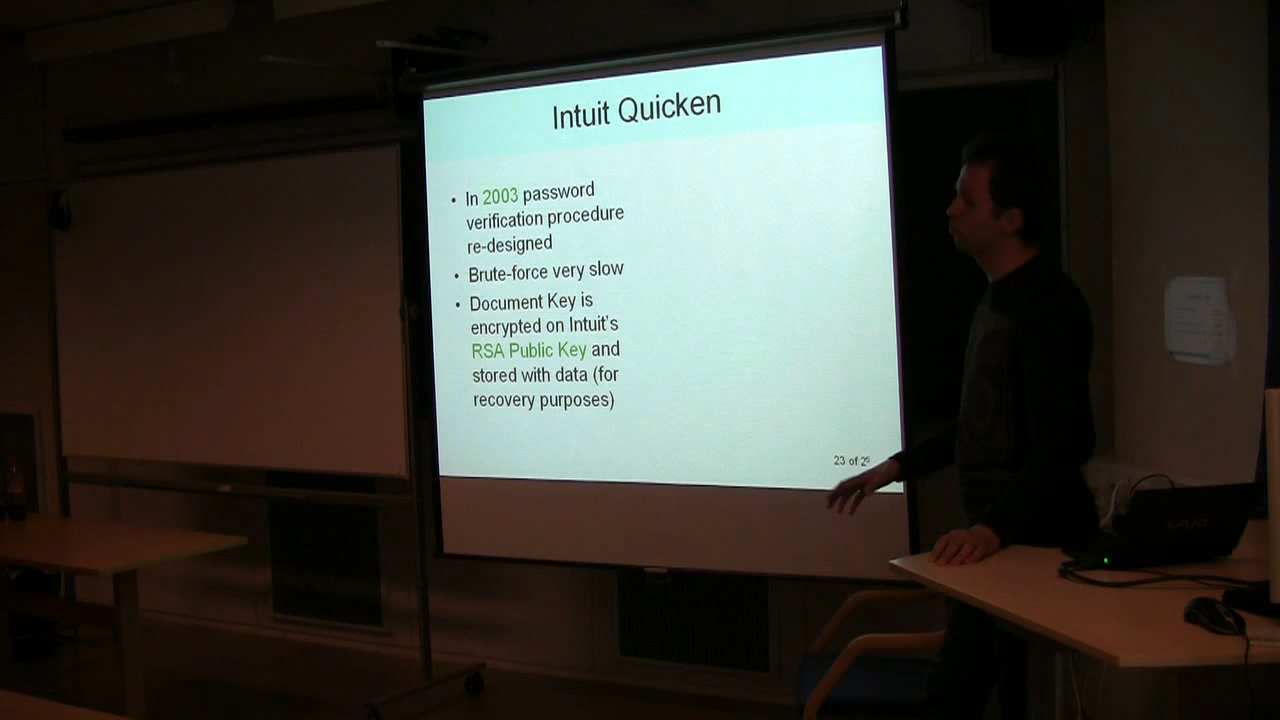 Intuit Quicken
• In 2003 password
verification procedure
re-designed
• Brute-force very slow
• Document Key is
encrypted on Intuit's
RSA Public Key and
stored with data (for
recovery purposes)
23 of 25
VAIO